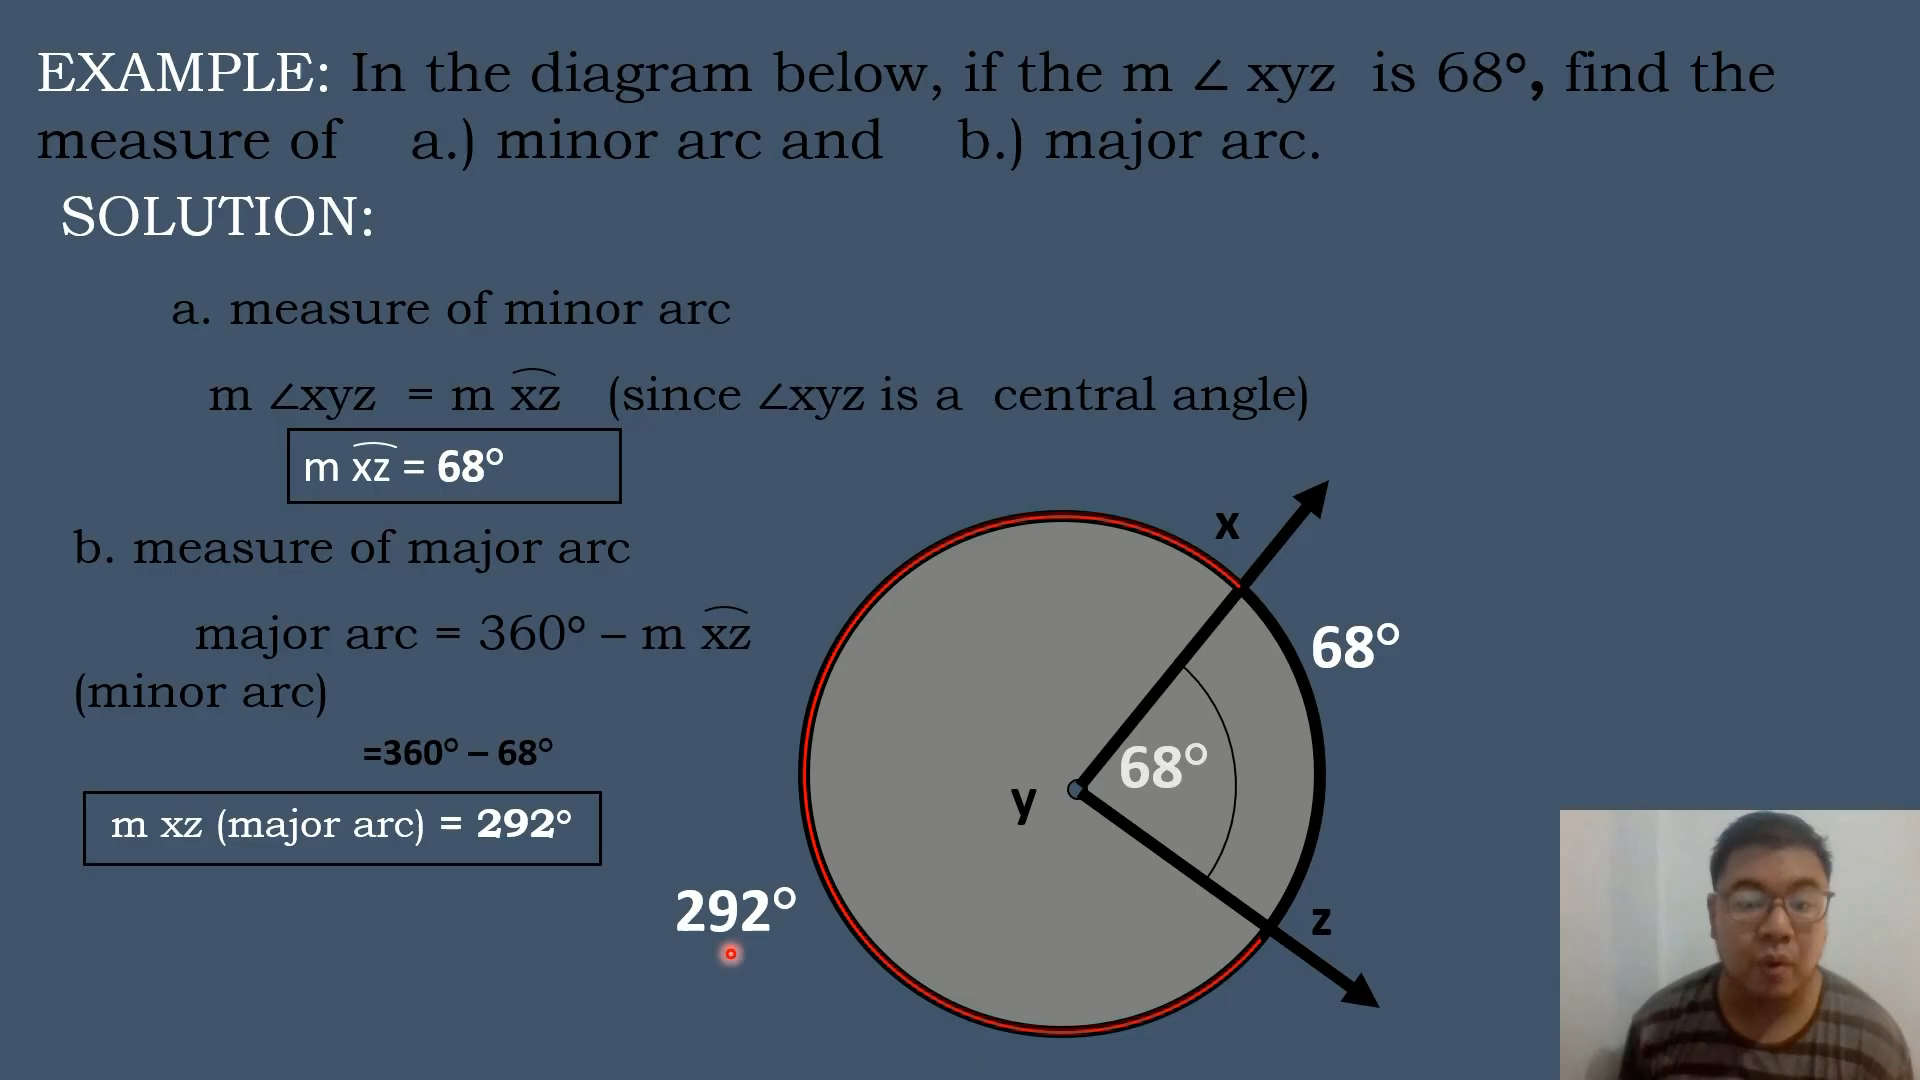 EXAMPLE: In the diagram below, if the m ∠ xyz is 68°, find the
measure of a.) minor arc and b.) major arc.
SOLUTION:
a. measure of minor arc
m ∠xyz = m x͡z (since ∠xyz is a central angle)
m x͡z = 68°
b. measure of major arc
major arc = 360° – m x͡z
(minor arc)
=360° – 68°
m xz (major arc) = 292°
292°
x
68°
68°
y
z